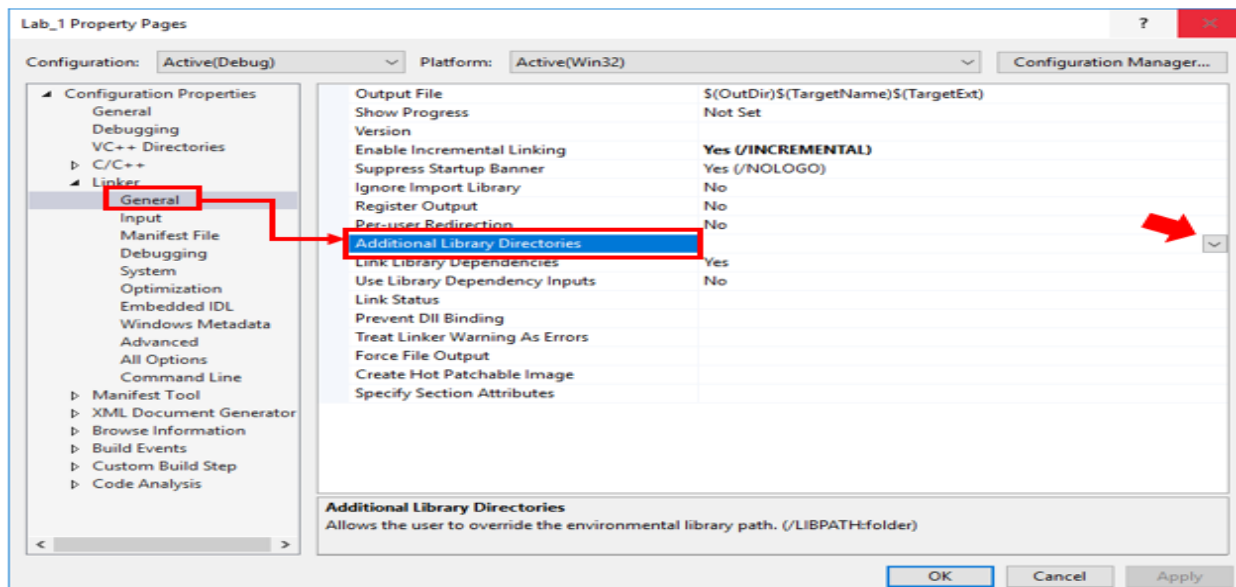 Lab_1 Property Pages
?
Configuration: Active(Debug) Platform: Active(Win32) Configuration Manager...
Configuration Properties
General
Debugging
VC++ Directories
C/C++
Linker
General
Input
Manifest File
Debugging
System
Optimization
Embedded IDL
Windows Metadata
Advanced
All Options
Command Line
Manifest Tool
XML Document Generator
Browse Information
Build Events
Custom Build Step
Code Analysis
Output File $(OutDir)$(TargetName)$(TargetExt)
Show Progress Not Set
Version
Enable Incremental Linking Yes (/INCREMENTAL)
Suppress Startup Banner Yes (/NOLOGO)
Ignore Import Library No
Register Output No
Per-user Redirection No
Additional Library Directories
Link Library Dependencies Yes
Use Library Dependency Inputs No
Link Status
Prevent Dll Binding
Treat Linker Warning As Errors
Force File Output
Create Hot Patchable Image
Specify Section Attributes
Additional Library Directories
Allows the user to override the environmental library path. (/LIBPATH:folder)
OK Cancel Apply